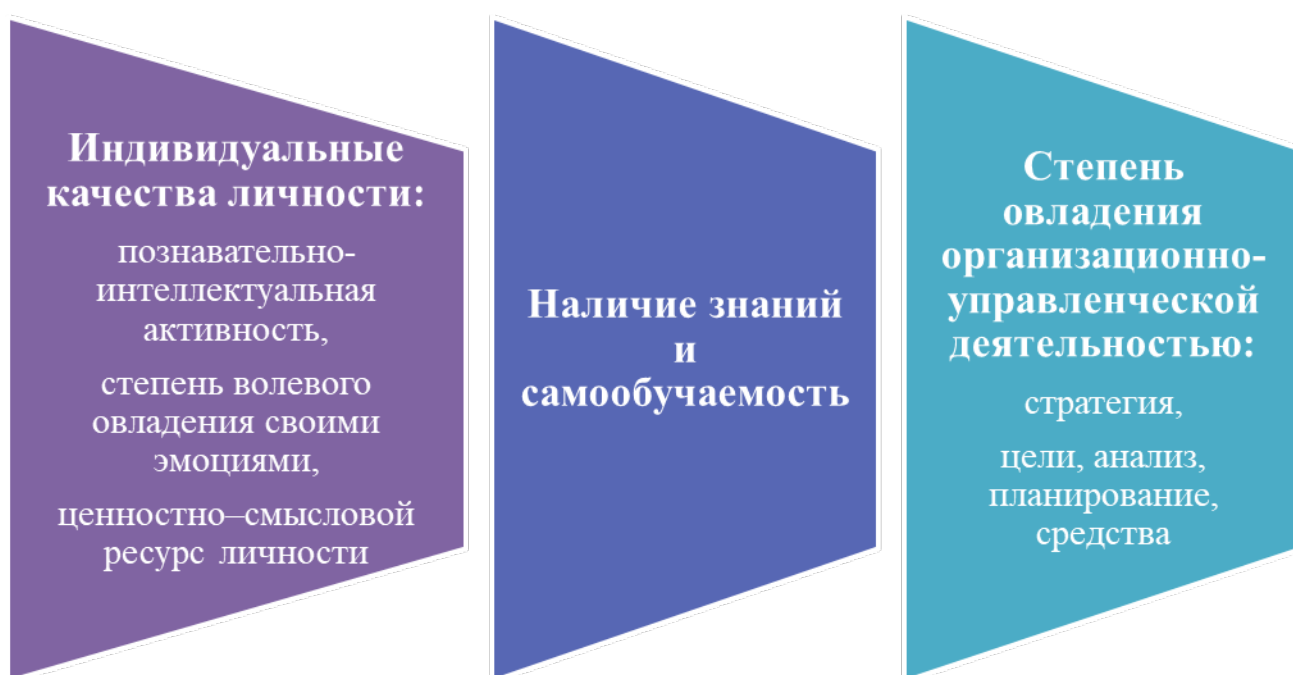 Индивидуальные
качества личности:
познавательно-
интеллектуальная
активность,
степень волевого
овладения своими
эмоциями,
ценностно–смысловой
ресурс личности
Наличие знаний
и
самообучаемость
Степень
овладения
организационно-
управленческой
деятельностью:
стратегия,
цели, анализ,
планирование,
средства